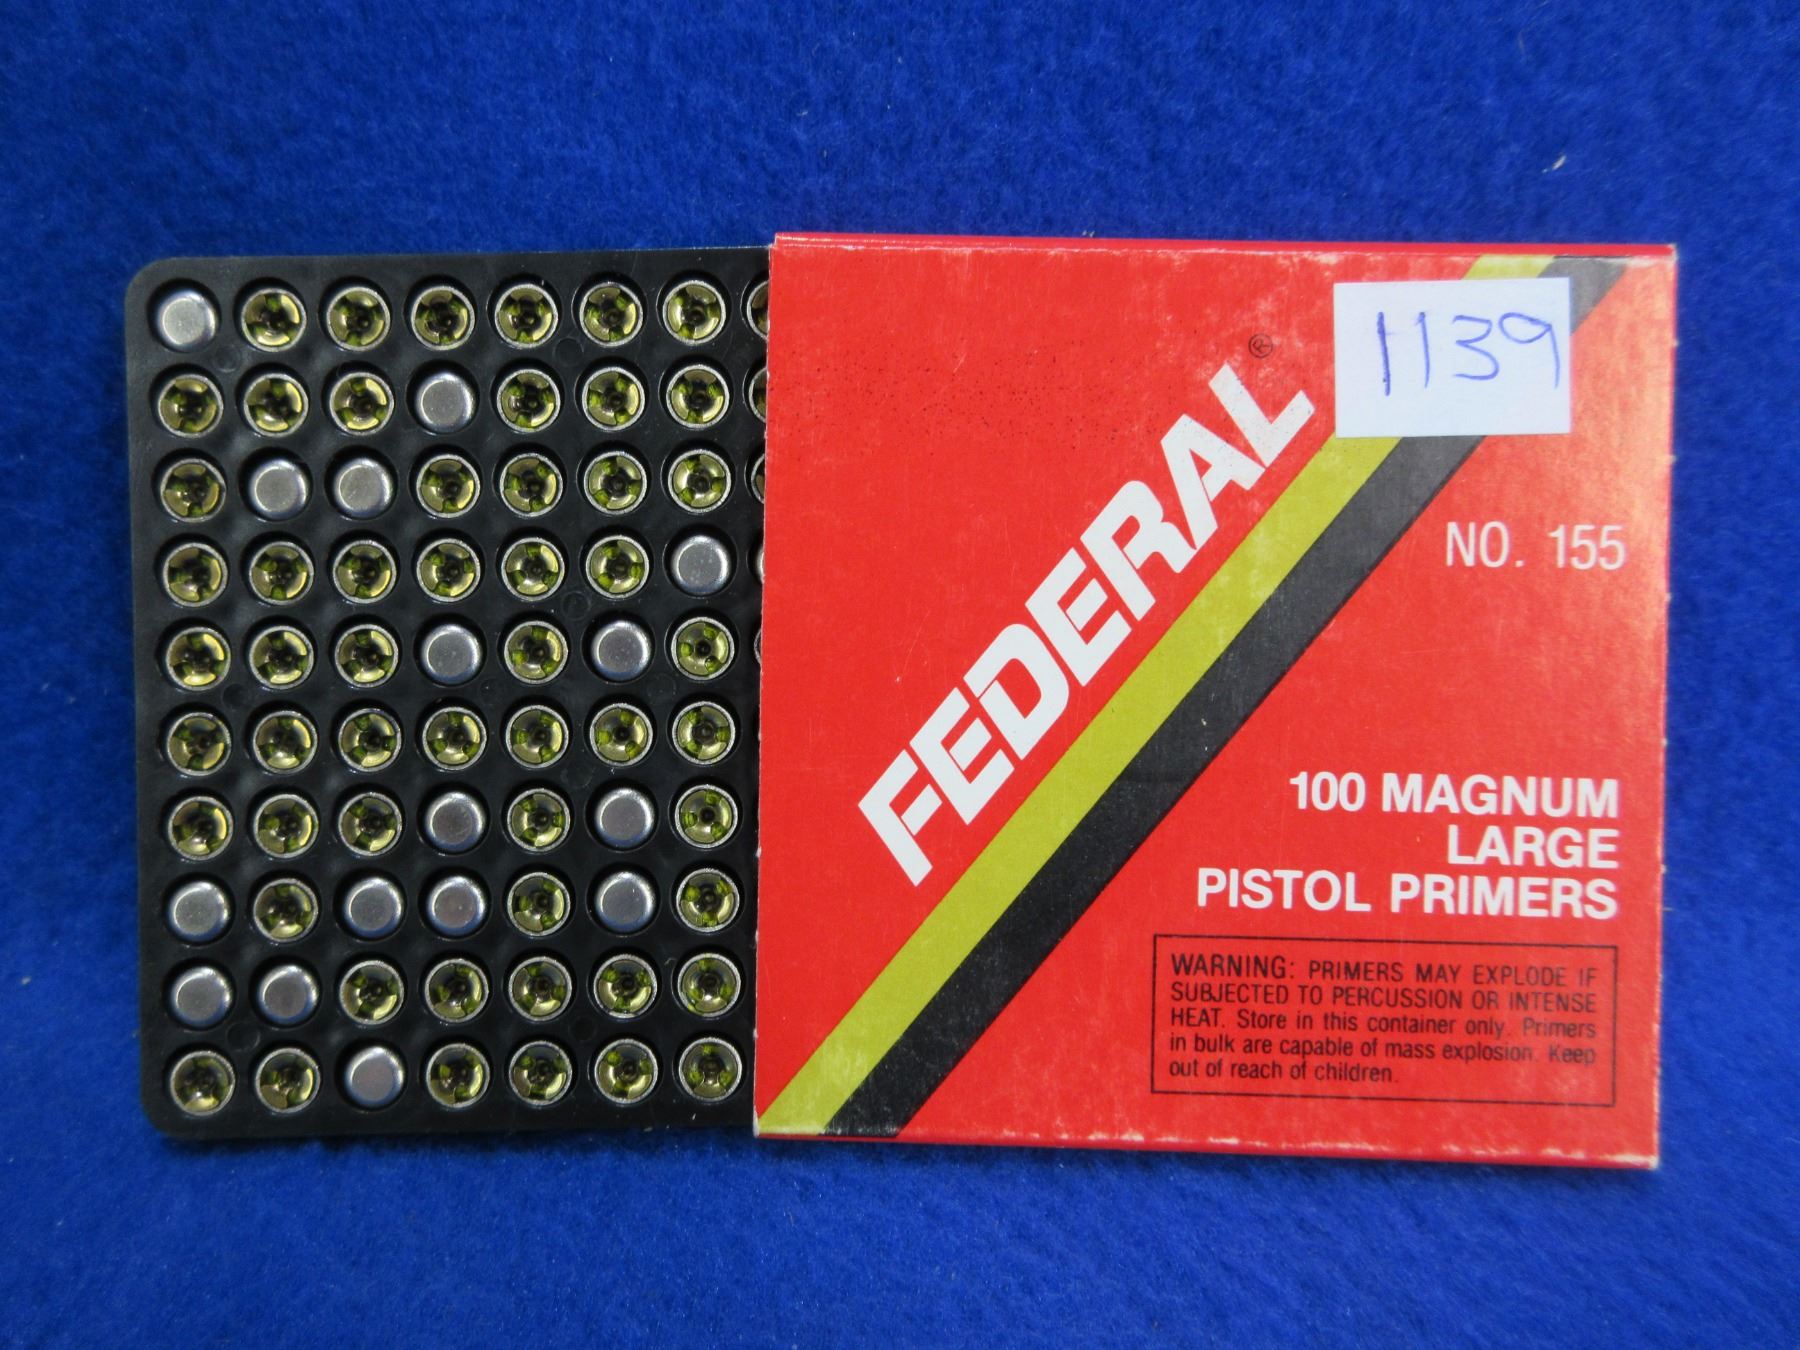 1139
FEDERAL®
NO. 155
100 MAGNUM
LARGE
PISTOL PRIMERS
WARNING: PRIMERS MAY EXPLODE IF
SUBJECTED TO PERCUSSION OR INTENSE
HEAT. Store in this container only. Primers
in bulk are capable of mass explosion. Keep
out of reach of children.